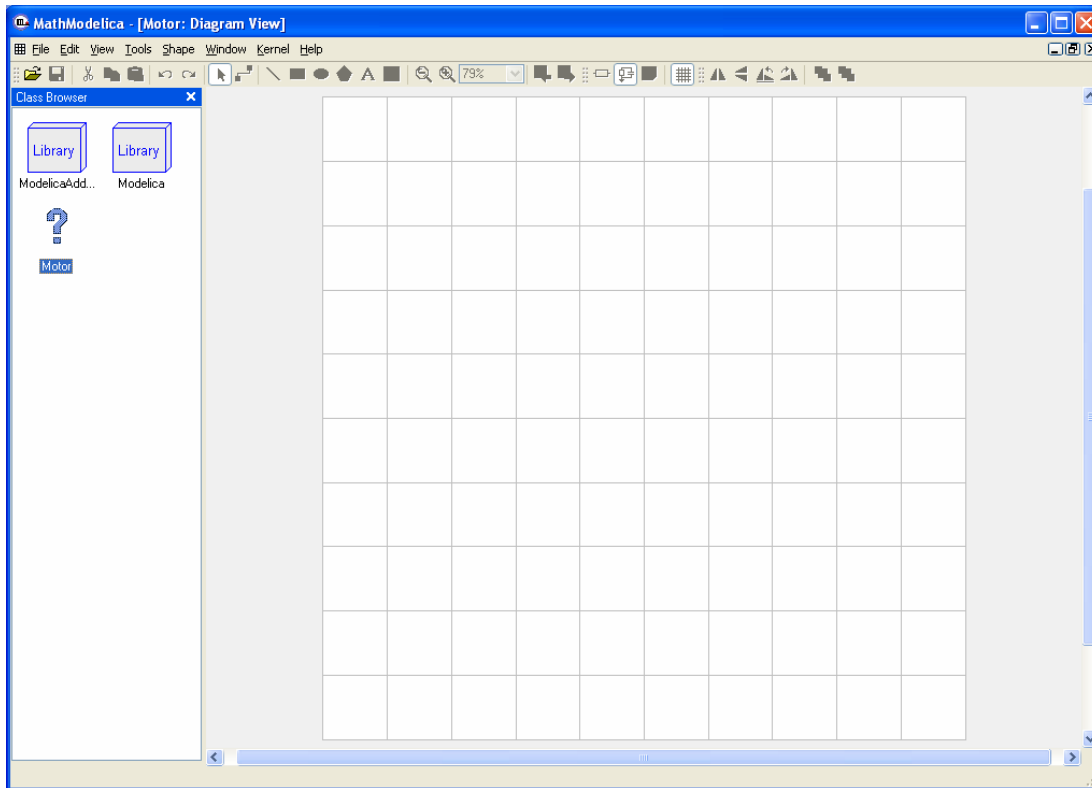 MathModelica - [Motor: Diagram View]
File Edit View Tools Shape Window Kernel Help
A 79%
Class Browser
Library Library
ModelicaAdd... Modelica
?
Motor